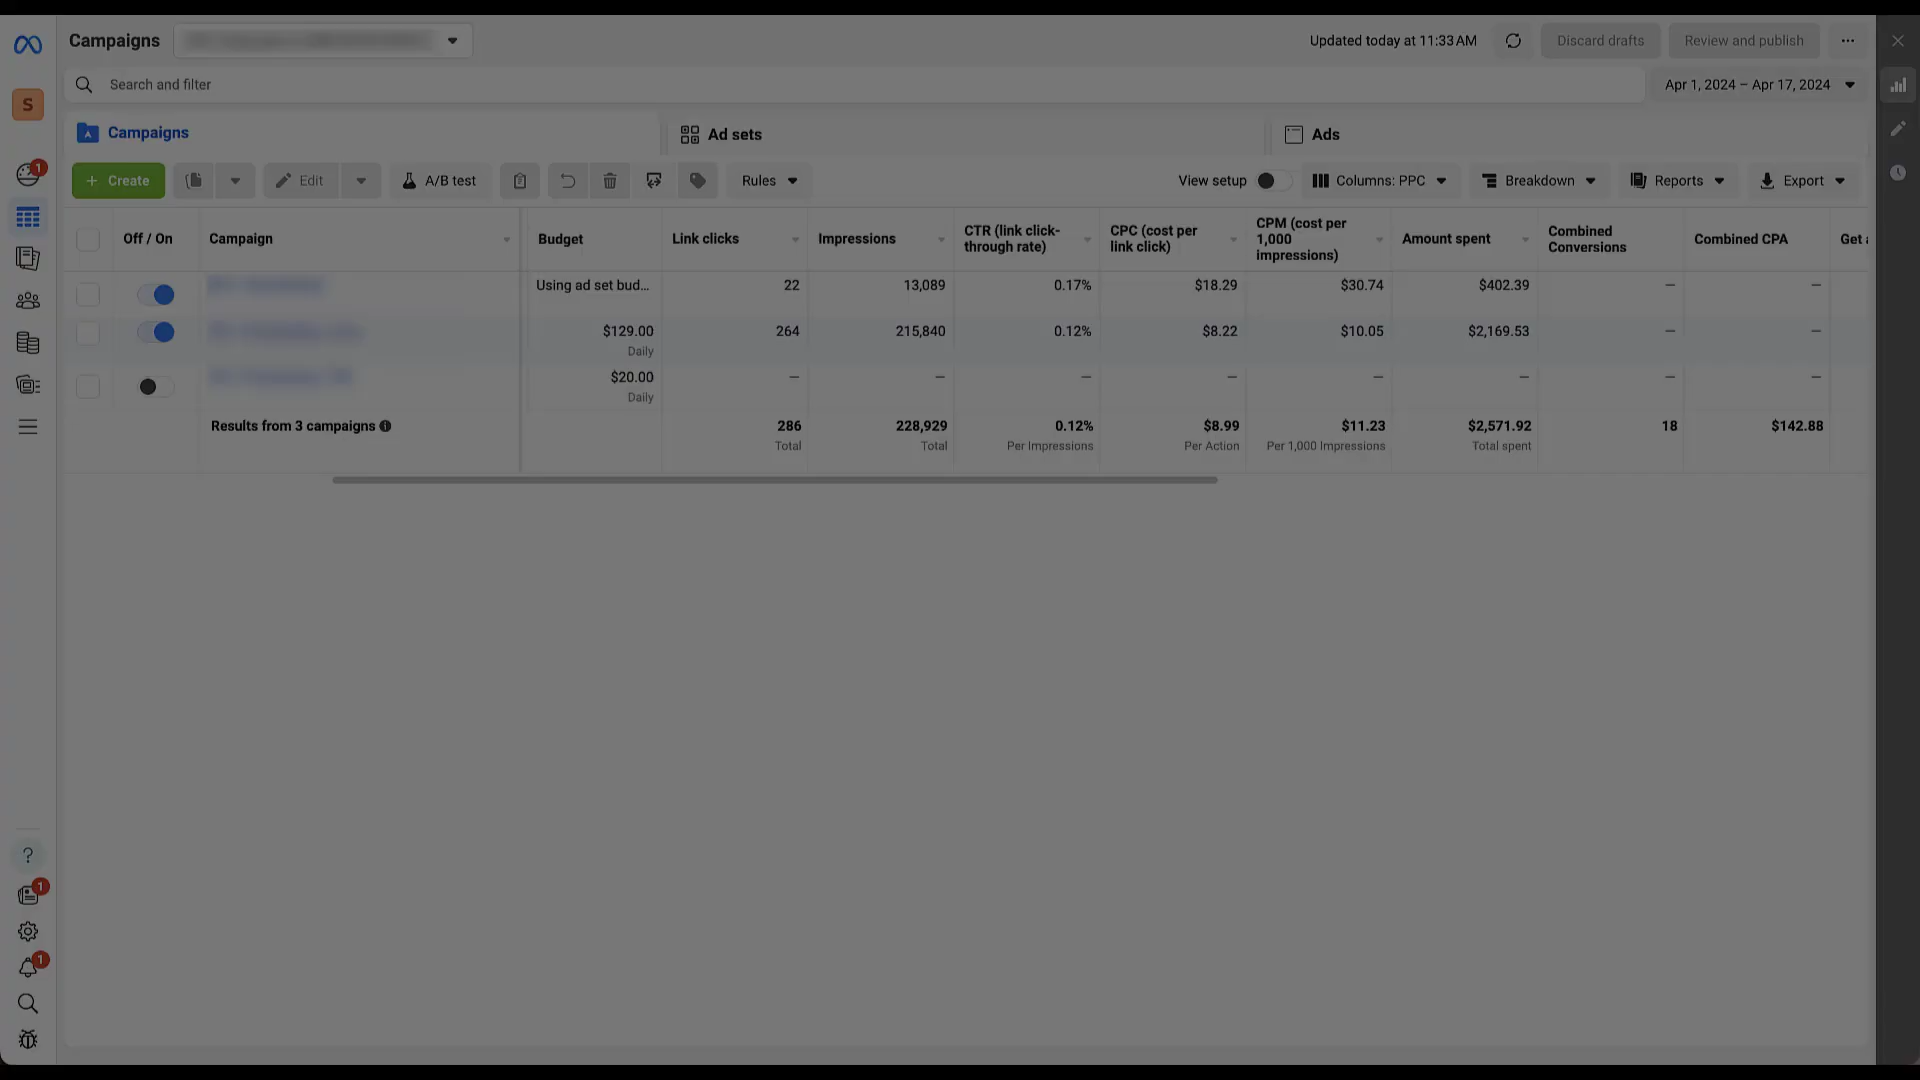 Campaigns
Updated today at 11:33 AM
Discard drafts
Review and publish
S
Search and filter
Apr 1, 2024 – Apr 17, 2024
Campaigns
Ad sets
Ads
1
+ Create
Edit
A/B test
Rules
View setup
Columns: PPC
Breakdown
Reports
Export
Off / On
Campaign
Budget
Link clicks
Impressions
CTR (link click-
through rate)
CPC (cost per
link click)
CPM (cost per
1,000
impressions)
Amount spent
Combined
Conversions
Combined CPA
Get
Using ad set bud...
22
13,089
0.17%
$18.29
$30.74
$402.39
—
—
$129.00
Daily
264
215,840
0.12%
$8.22
$10.05
$2,169.53
—
—
$20.00
Daily
—
—
—
—
—
—
—
—
Results from 3 campaigns
286
Total
228,929
Total
0.12%
Per Impressions
$8.99
Per Action
$11.23
Per 1,000 Impressions
$2,571.92
Total spent
18
$142.88
?
1
1